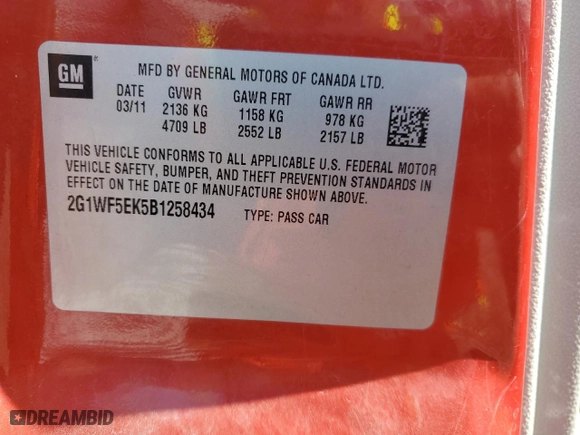 GM
®
MFD BY GENERAL MOTORS OF CANADA LTD.
DATE GVWR GAWR FRT GAWR RR
03/11 2136 KG 1158 KG 978 KG
4709 LB 2552 LB 2157 LB
THIS VEHICLE CONFORMS TO ALL APPLICABLE U.S. FEDERAL MOTOR
VEHICLE SAFETY, BUMPER, AND THEFT PREVENTION STANDARDS IN
EFFECT ON THE DATE OF MANUFACTURE SHOWN ABOVE.
2G1WF5EK5B1258434 TYPE: PASS CAR
DREAMBID